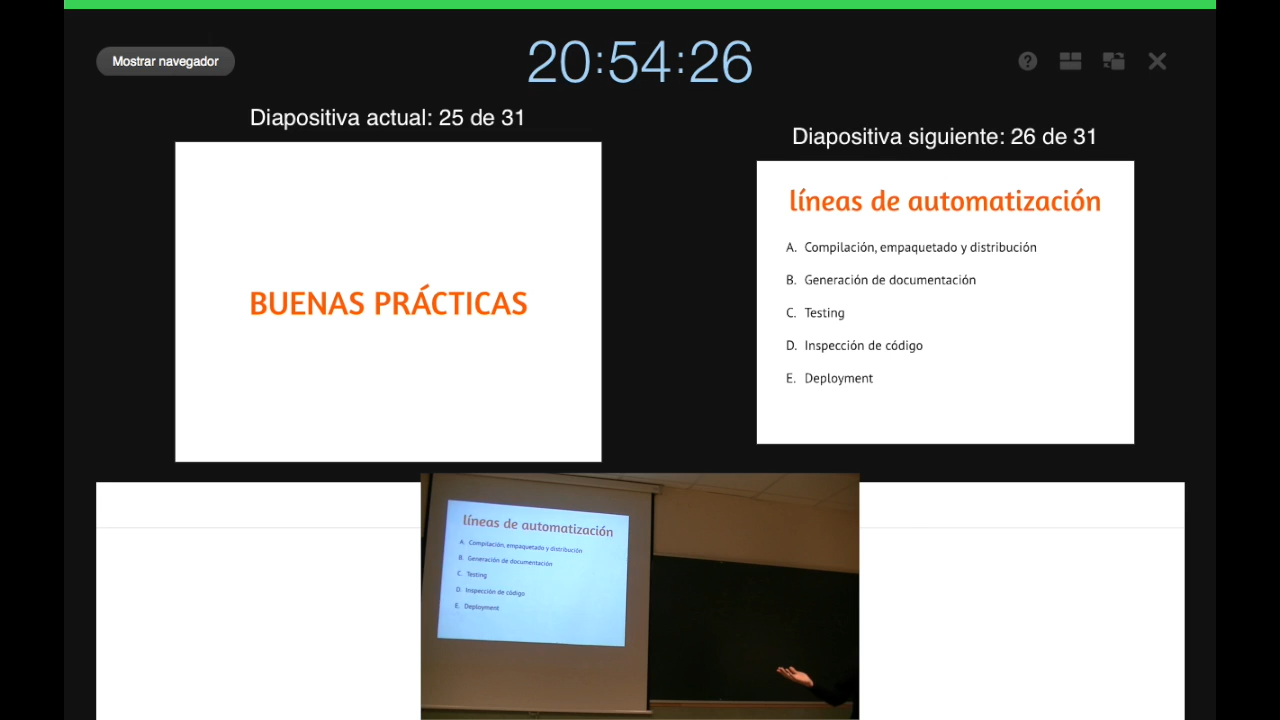 Mostrar navegador
20:54:26
Diapositiva actual: 25 de 31
Diapositiva siguiente: 26 de 31
BUENAS PRÁCTICAS
líneas de automatización
A. Compilación, empaquetado y distribución
B. Generación de documentación
C. Testing
D. Inspección de código
E. Deployment
líneas de automatización
A. Compilación, empaquetado y distribución
B. Generación de documentación
C. Testing
D. Inspección de código
E. Deployment